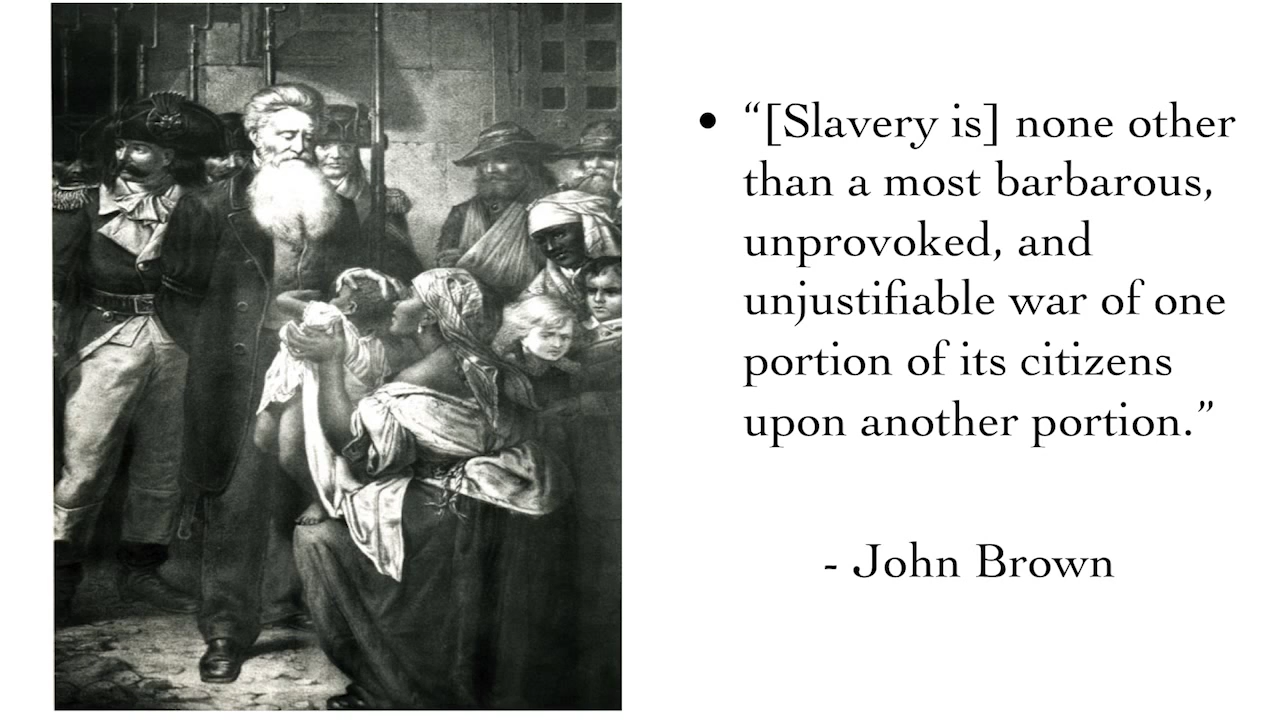 • “[Slavery is] none other
than a most barbarous,
unprovoked, and
unjustifiable war of one
portion of its citizens
upon another portion.”
- John Brown